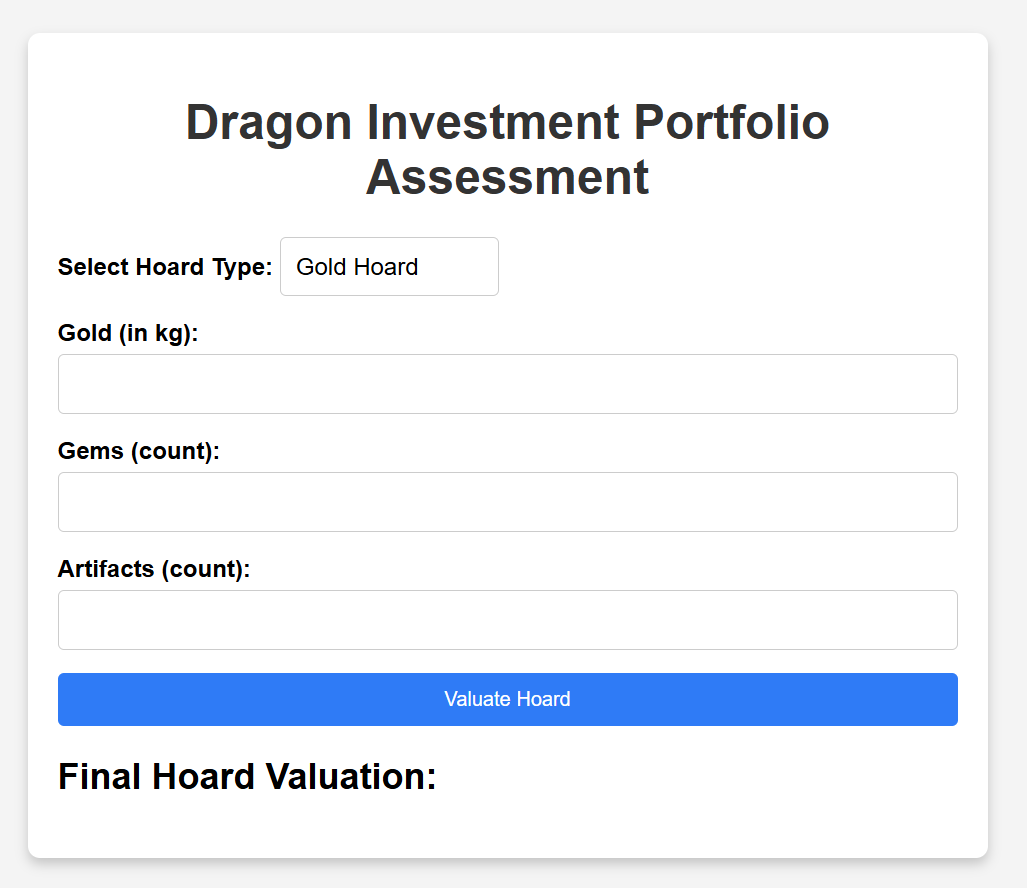 Dragon Investment Portfolio
Assessment
Select Hoard Type: Gold Hoard
Gold (in kg):
Gems (count):
Artifacts (count):
Valuate Hoard
Final Hoard Valuation: